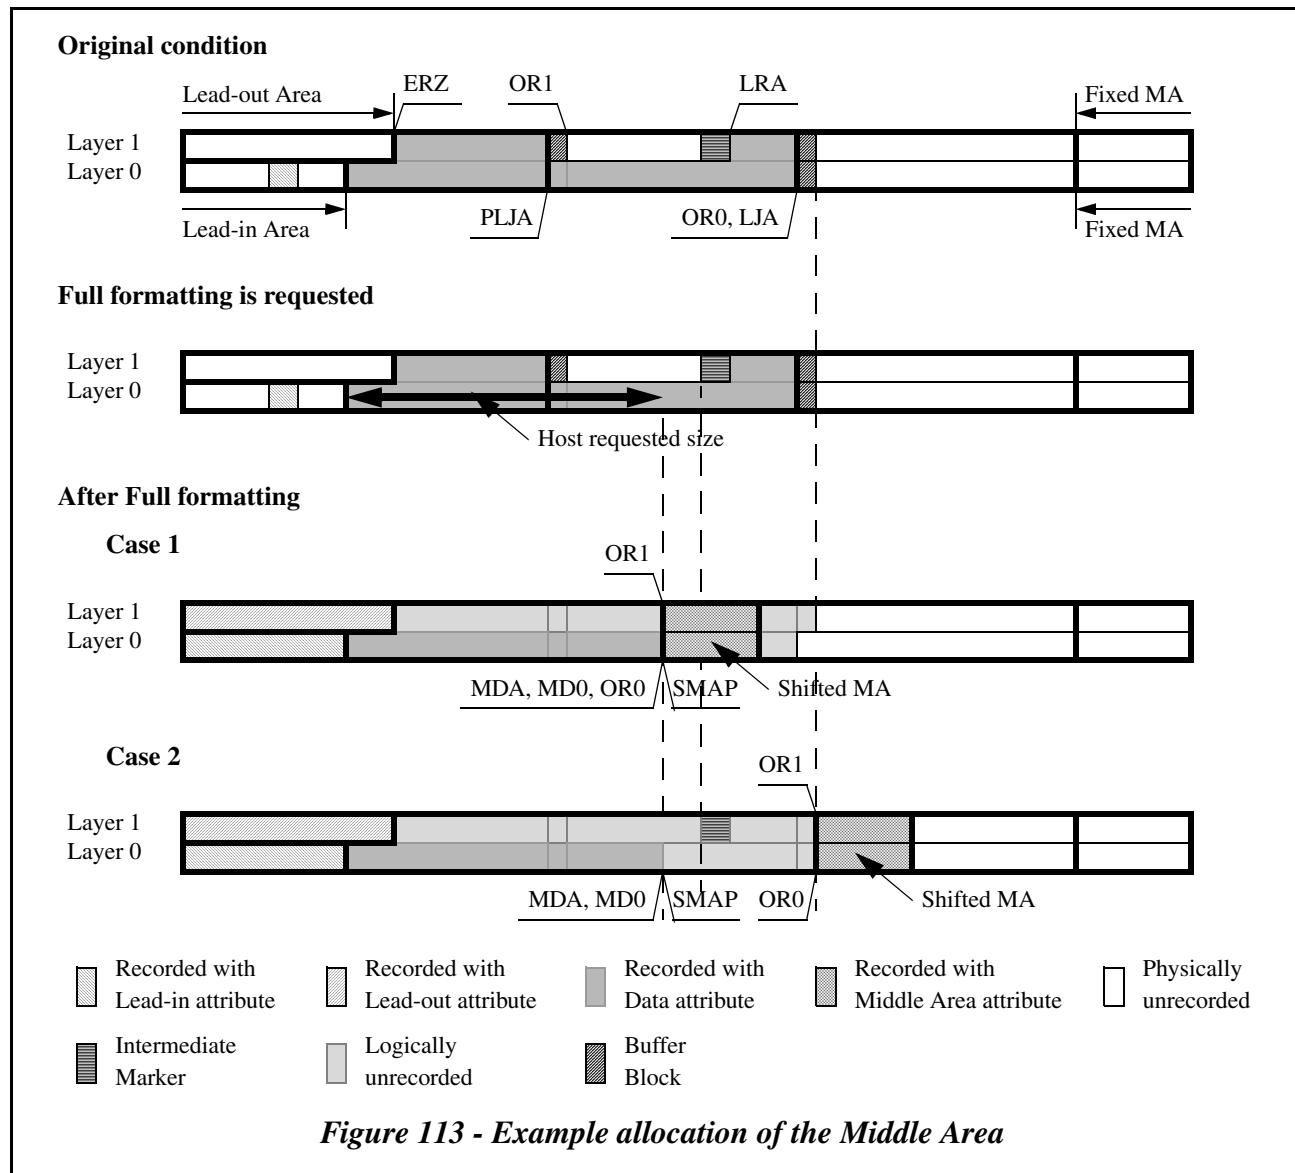 Original condition
ERZ
OR1
LRA
Lead-out Area
Fixed MA
Layer 1
Layer 0
PLJA
OR0, LJA
Lead-in Area
Fixed MA
Full formatting is requested
Layer 1
Layer 0
Host requested size
After Full formatting
Case 1
OR1
Layer 1
Layer 0
MDA, MD0, OR0
SMAP
Shifted MA
Case 2
OR1
Layer 1
Layer 0
MDA, MD0
SMAP
OR0
Shifted MA
Recorded with
Lead-in attribute
Recorded with
Lead-out attribute
Recorded with
Data attribute
Recorded with
Middle Area attribute
Physically
unrecorded
Intermediate
Marker
Logically
unrecorded
Buffer
Block
Figure 113 - Example allocation of the Middle Area